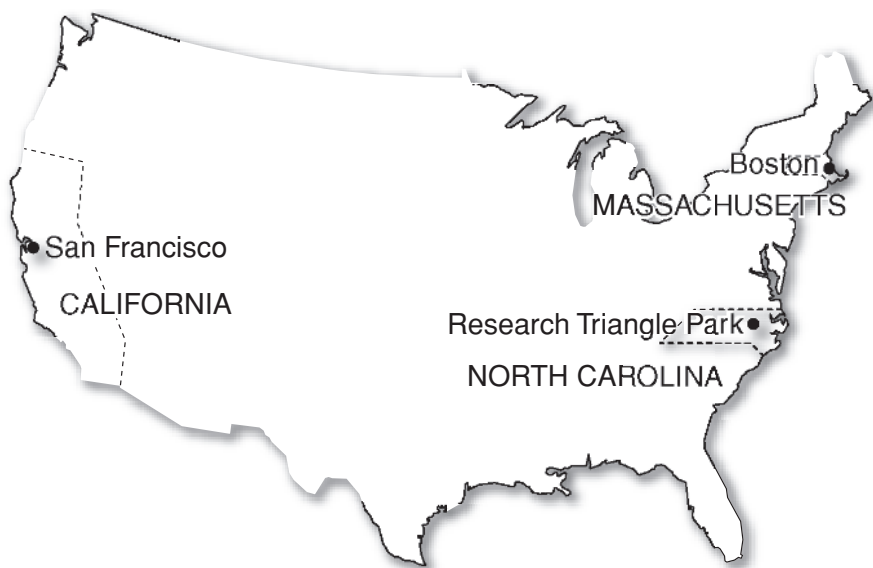 Boston
MASSACHUSETTS
San Francisco
CALIFORNIA
Research Triangle Park
NORTH CAROLINA